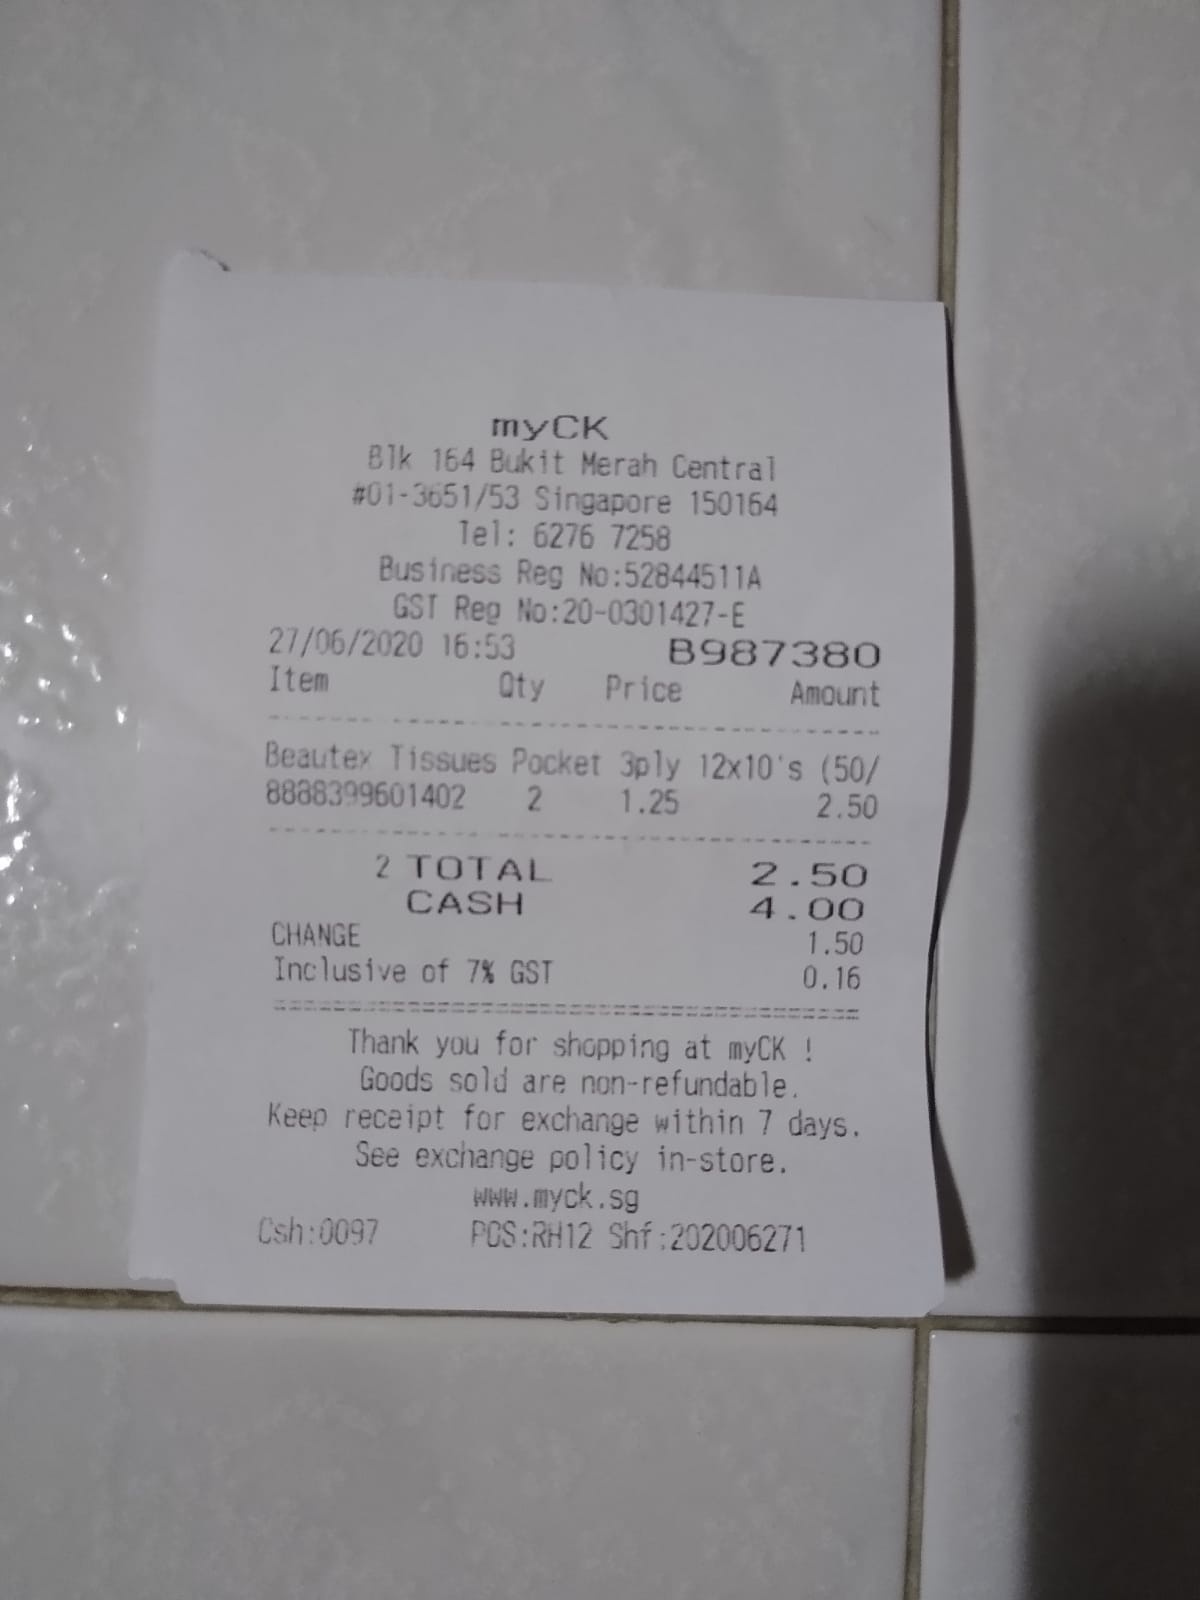 myCK
Blk 164 Bukit Merah Central
#01-3651/53 Singapore 150164
Tel: 6276 7258
Business Reg No:52844511A
GST Reg No:20-0301427-E
27/06/2020 16:53 B987380
Item Qty Price Amount
Beautex Tissues Pocket 3ply 12x10's (50/
8888399601402 2 1.25 2.50
2 TOTAL 2.50
CASH 4.00
CHANGE 1.50
Inclusive of 7% GST 0.16
Thank you for shopping at myCK !
Goods sold are non-refundable.
Keep receipt for exchange within 7 days.
See exchange policy in-store.
www.myck.sg
Csh:0097 POS:RH12 Shf:202006271